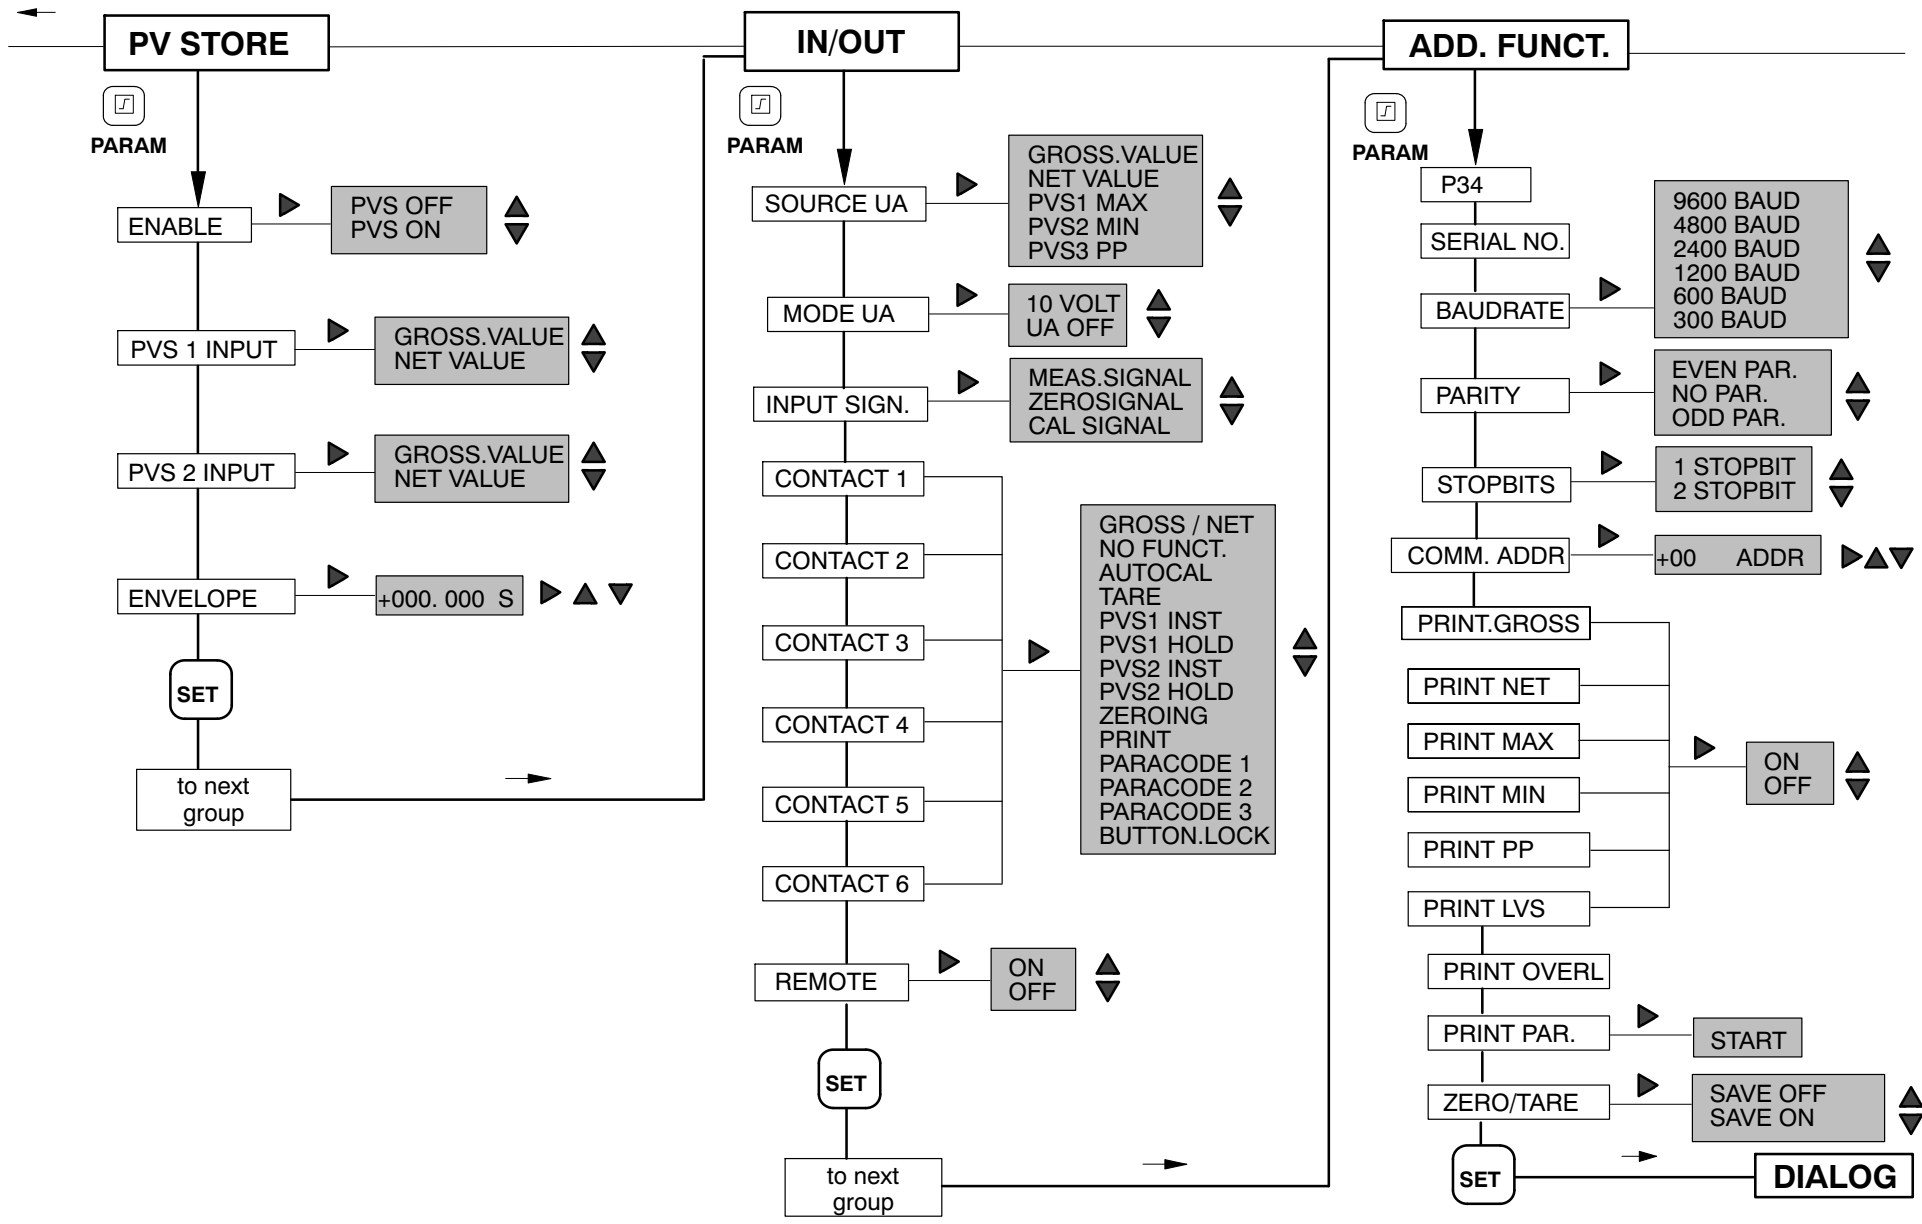 PV STORE
PARAM
ENABLE
PVS OFF
PVS ON
PVS 1 INPUT
GROSS.VALUE
NET VALUE
PVS 2 INPUT
GROSS.VALUE
NET VALUE
ENVELOPE
+000. 000 S
SET
to next
group
IN/OUT
PARAM
SOURCE UA
GROSS.VALUE
NET VALUE
PVS1 MAX
PVS2 MIN
PVS3 PP
MODE UA
10 VOLT
UA OFF
INPUT SIGN.
MEAS.SIGNAL
ZEROSIGNAL
CAL SIGNAL
CONTACT 1
CONTACT 2
CONTACT 3
CONTACT 4
CONTACT 5
CONTACT 6
GROSS / NET
NO FUNCT.
AUTOCAL
TARE
PVS1 INST
PVS1 HOLD
PVS2 INST
PVS2 HOLD
ZEROING
PRINT
PARACODE 1
PARACODE 2
PARACODE 3
BUTTON.LOCK
REMOTE
ON
OFF
SET
to next
group
ADD. FUNCT.
PARAM
P34
SERIAL NO.
BAUDRATE
9600 BAUD
4800 BAUD
2400 BAUD
1200 BAUD
600 BAUD
300 BAUD
PARITY
EVEN PAR.
NO PAR.
ODD PAR.
STOPBITS
1 STOPBIT
2 STOPBIT
COMM. ADDR
+00 ADDR
PRINT.GROSS
PRINT NET
PRINT MAX
PRINT MIN
PRINT PP
PRINT LVS
ON
OFF
PRINT OVERL
PRINT PAR.
START
ZERO/TARE
SAVE OFF
SAVE ON
SET
DIALOG